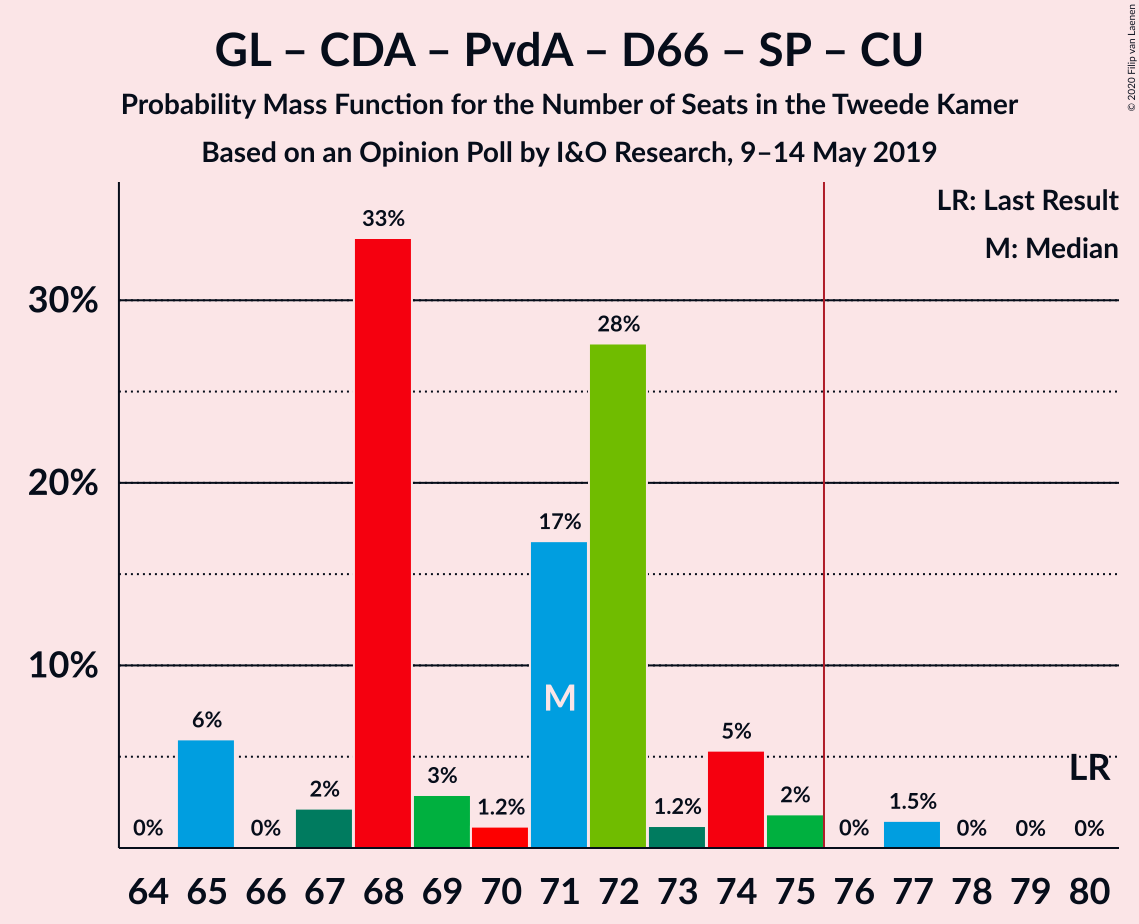 GL – CDA – PvdA – D66 – SP – CU
Probability Mass Function for the Number of Seats in the Tweede Kamer
Based on an Opinion Poll by I&O Research, 9–14 May 2019
© 2020 Filip van Laenen
LR: Last Result
M: Median
30%
20%
10%
0%
6%
0%
2%
33%
3%
1.2%
17%
28%
1.2%
5%
2%
0%
1.5%
0%
0%
0%
M
LR
64 65 66 67 68 69 70 71 72 73 74 75 76 77 78 79 80